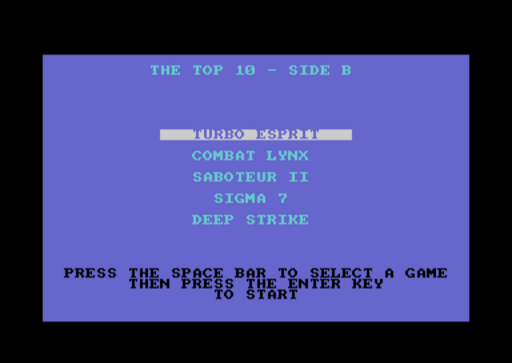 THE TOP 10 - SIDE B
TURBO ESPRIT
COMBAT LYNX
SABOTEUR II
SIGMA 7
DEEP STRIKE
PRESS THE SPACE BAR TO SELECT A GAME
THEN PRESS THE ENTER KEY
TO START